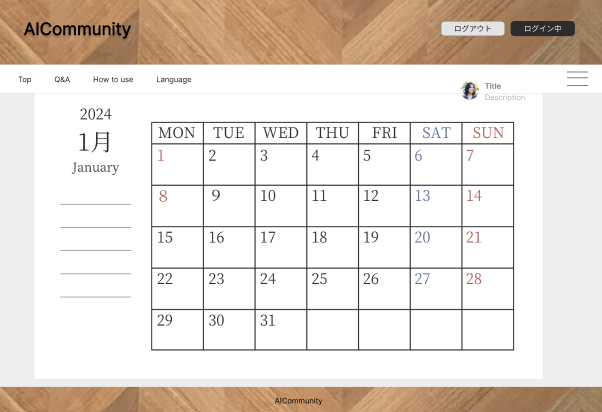 AICommunity
ログアウト ログイン中
Top Q&A How to use Language
Title
Description
2024
1月
January
MON TUE WED THU FRI SAT SUN
1 2 3 4 5 6 7
8 9 10 11 12 13 14
15 16 17 18 19 20 21
22 23 24 25 26 27 28
29 30 31
AICommunity